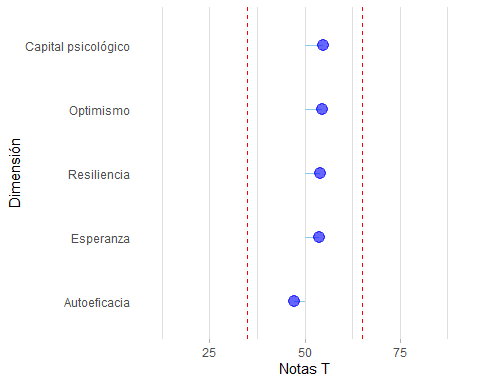 Capital psicológico
Optimismo
Resiliencia
Esperanza
Autoeficacia
Dimensión
25 50 75
Notas T